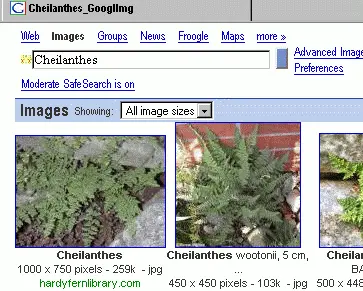 Cheilanthes_GooglImg
Web Images Groups News Froogle Maps more »
Cheilanthes
Advanced Imag
Preferences
Moderate SafeSearch is on
Images Showing: All image sizes
Cheilanthes
1000 x 750 pixels - 259k - jpg
hardyfernlibrary.com
Cheilanthes wootonii, 5 cm,
...
450 x 450 pixels - 103k - jpg
C
BA
500 x 448